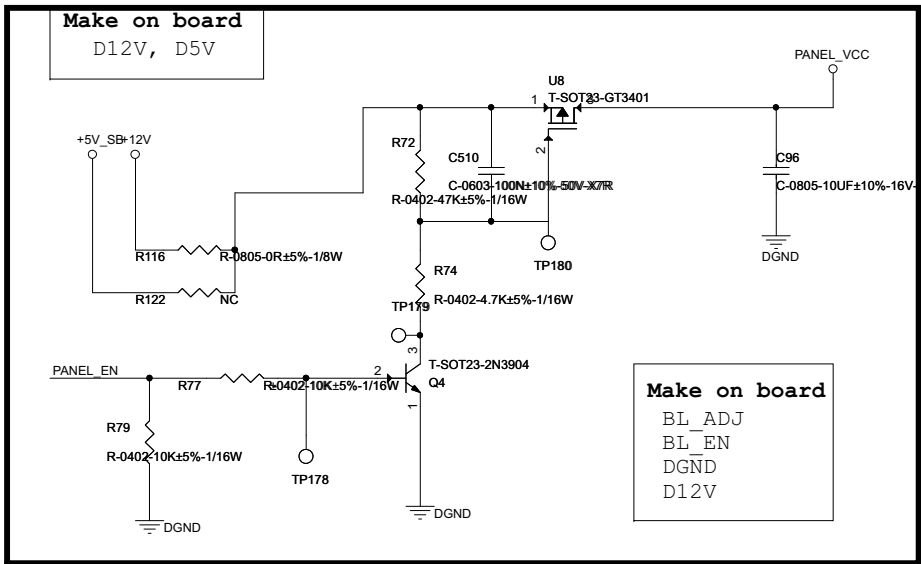 Make on board
D12V, D5V
PANEL_VCC
U8
1
T-SOT23-GT3401
3
2
+5V_SB
+12V
R72
C510
C96
C-0603-100N±10%-50V-X7R
C-0805-10UF±10%-16V-
R-0402-47K±5%-1/16W
R116
R-0805-0R±5%-1/8W
DGND
TP180
R74
R122
NC
R-0402-4.7K±5%-1/16W
TP179
3
T-SOT23-2N3904
PANEL_EN
2
R77
R-0402-10K±5%-1/16W
Q4
1
R79
R-0402-10K±5%-1/16W
TP178
DGND
DGND
Make on board
BL_ADJ
BL_EN
DGND
D12V